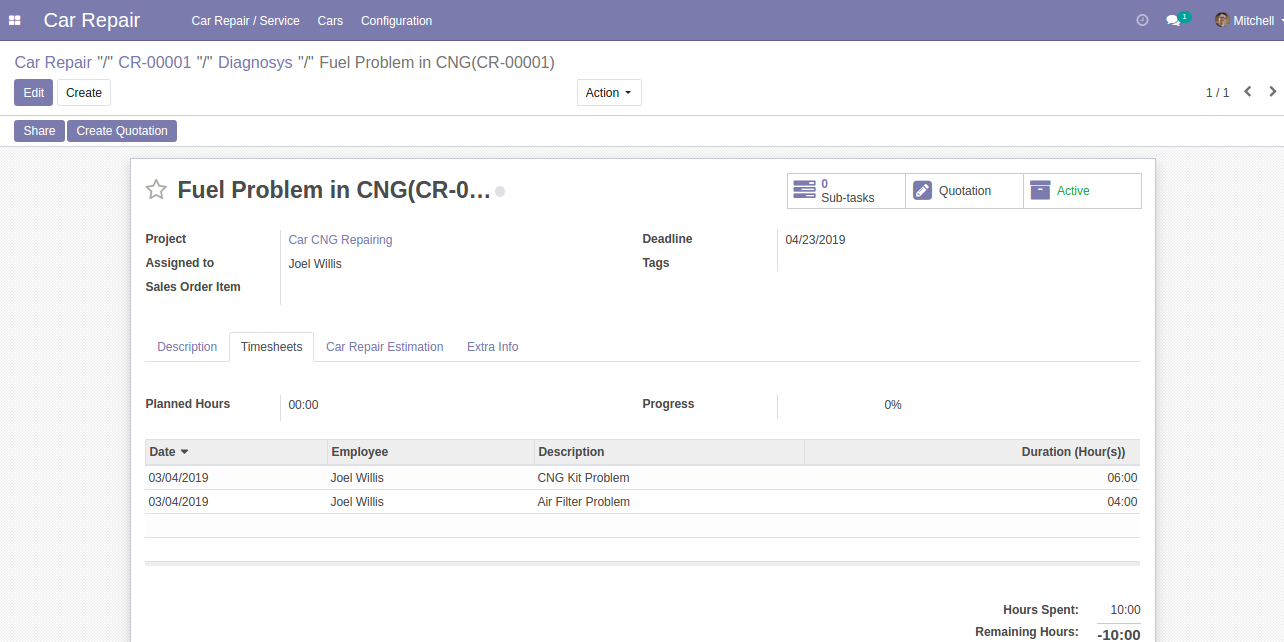 Car Repair Car Repair / Service Cars Configuration 1 Mitchell
Car Repair "/" CR-00001 "/" Diagnosys "/" Fuel Problem in CNG(CR-00001)
Edit Create Action 1 / 1
Share Create Quotation
Fuel Problem in CNG(CR-0...
0
Sub-tasks
Quotation
Active
Project Car CNG Repairing
Assigned to Joel Willis
Sales Order Item
Deadline 04/23/2019
Tags
Description Timesheets Car Repair Estimation Extra Info
Planned Hours 00:00 Progress 0%
Date Employee Description Duration (Hour(s))
03/04/2019 Joel Willis CNG Kit Problem 06:00
03/04/2019 Joel Willis Air Filter Problem 04:00
Hours Spent: 10:00
Remaining Hours: -10:00